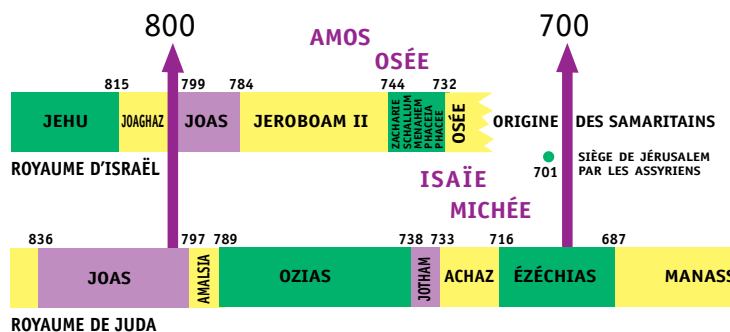 800
700
AMOS
OSÉE
815
799
784
744
732
JEHU
JOAGHAZ
JOAS
JEROBOAM II
ZACHARIE
SCHALLUM
MENAHEM
PHACEIA
PHACEE
OSÉE
ORIGINE
DES SAMARITAINS
ROYAUME D'ISRAËL
701
SIÈGE DE JÉRUSALEM
PAR LES ASSYRIENS
ISAÏE
MICHÉE
836
797
789
738
733
716
687
JOAS
AMALSIA
OZIAS
JOTHAM
ACHAZ
ÉZÉCHIAS
MANASS
ROYAUME DE JUDA